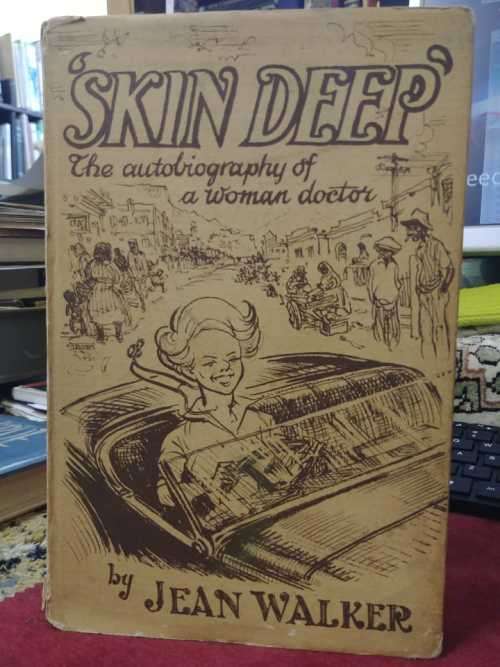 'SKIN DEEP'
The autobiography of
a woman doctor
by JEAN WALKER